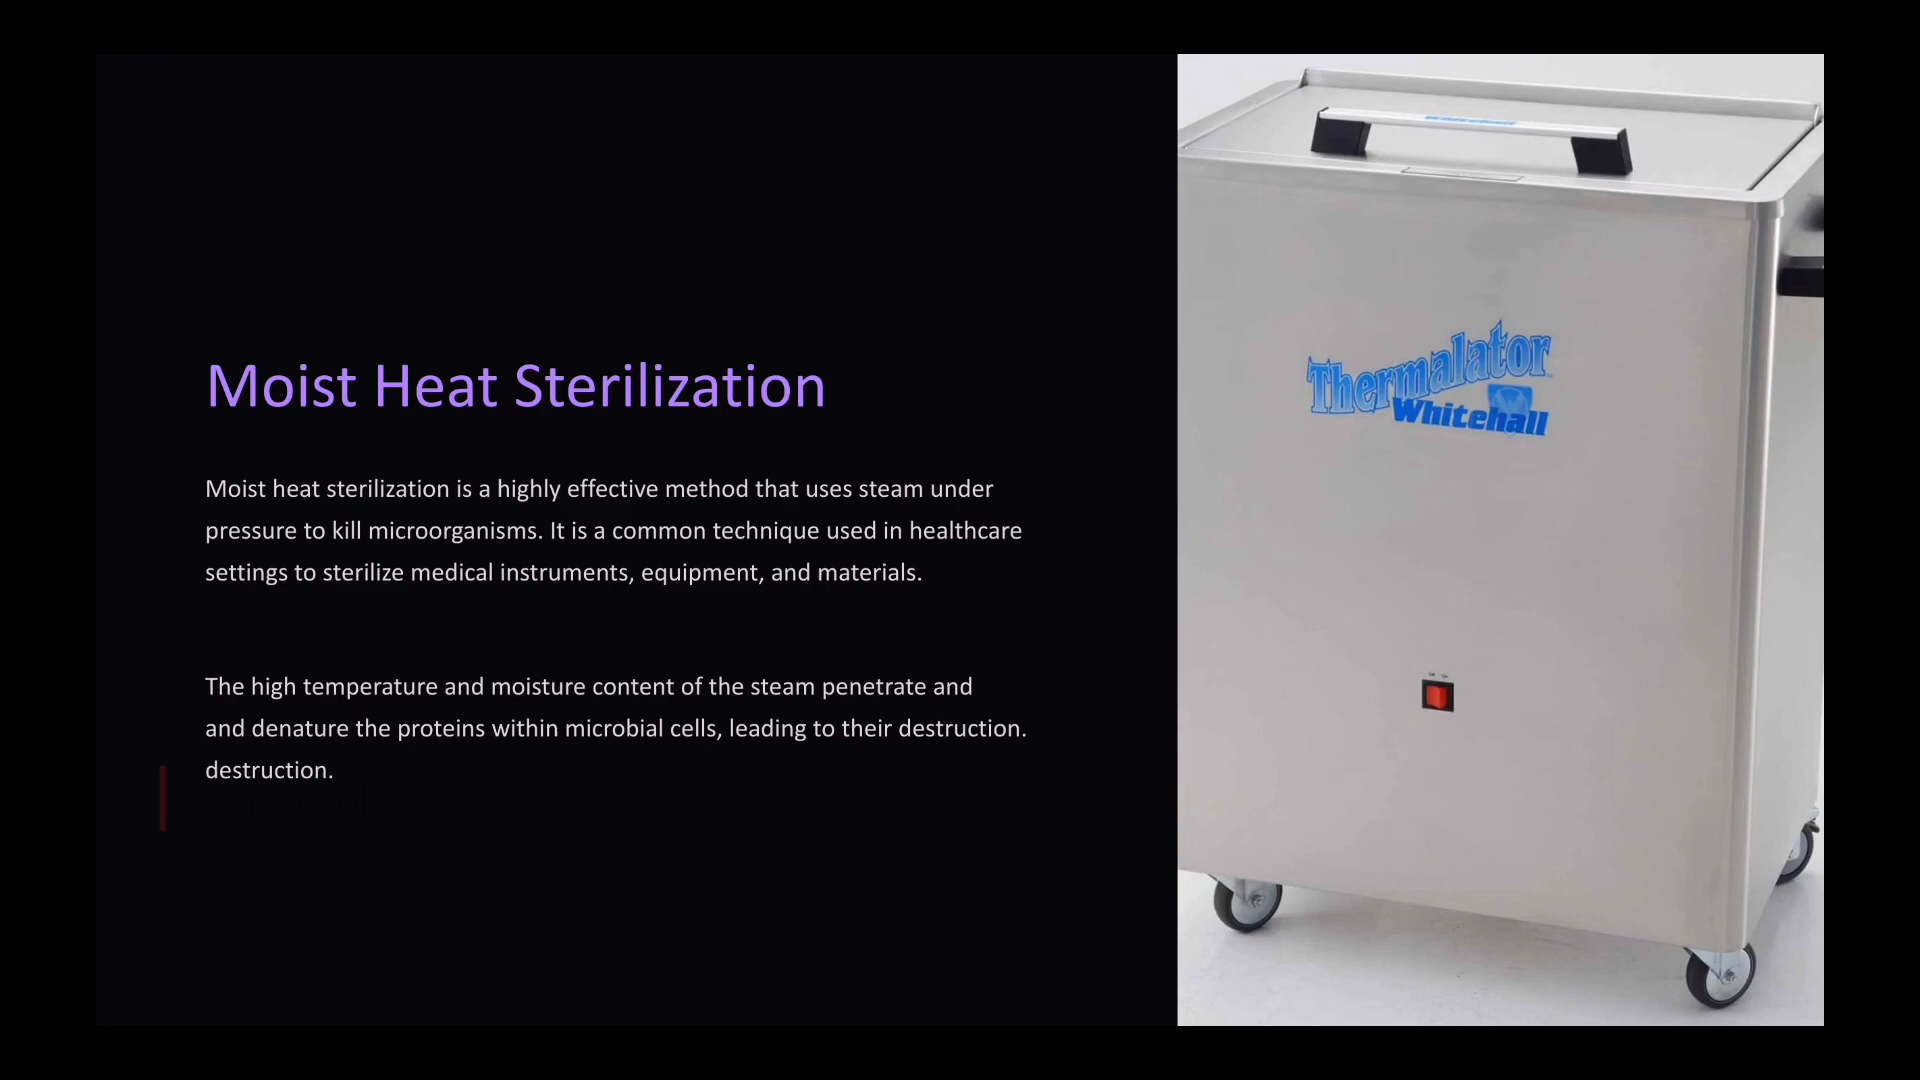 Moist Heat Sterilization
Moist heat sterilization is a highly effective method that uses steam under
pressure to kill microorganisms. It is a common technique used in healthcare
settings to sterilize medical instruments, equipment, and materials.
The high temperature and moisture content of the steam penetrate and
and denature the proteins within microbial cells, leading to their destruction.
destruction.
Whitehall
Thermalator
Whitehall